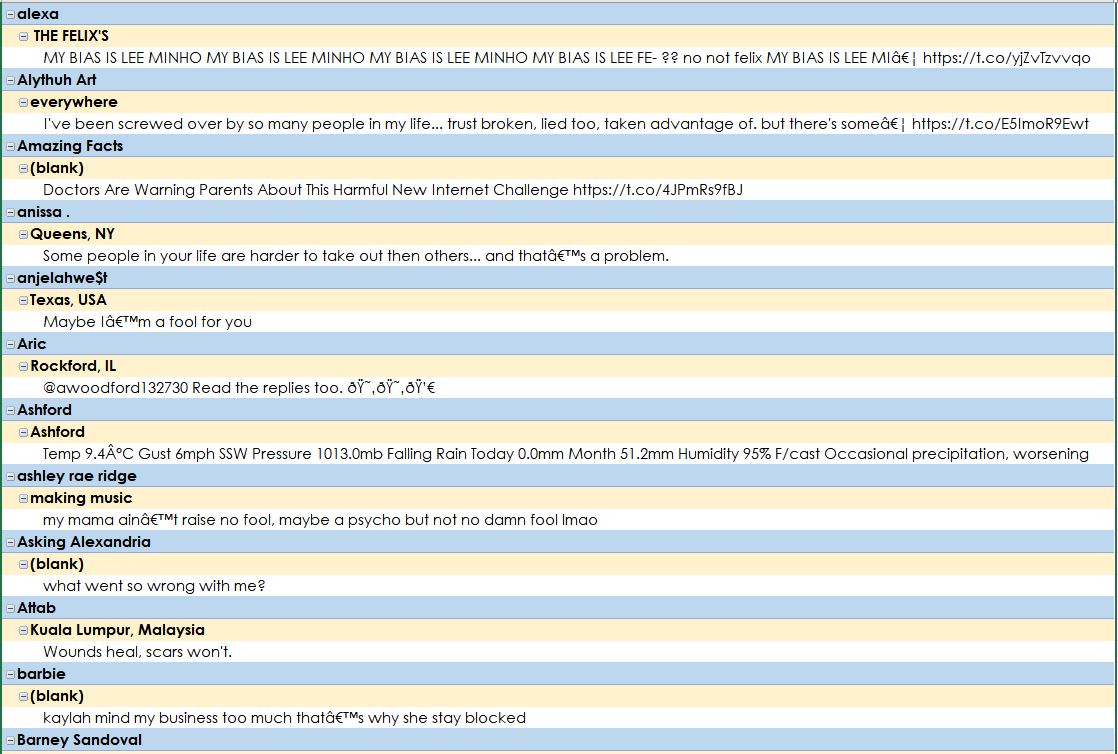 alexa
THE FELIX'S
MY BIAS IS LEE MINHO MY BIAS IS LEE MINHO MY BIAS IS LEE MINHO MY BIAS IS LEE FE- ?? no not felix MY BIAS IS LEE MIâ€¦ https://t.co/yjZvTzvvqo
Alythuh Art
everywhere
I've been screwed over by so many people in my life... trust broken, lied too, taken advantage of. but there's someâ€¦ https://t.co/E5ImoR9Ewt
Amazing Facts
(blank)
Doctors Are Warning Parents About This Harmful New Internet Challenge https://t.co/4JPmRs9fBJ
anissa .
Queens, NY
Some people in your life are harder to take out then others... and thatâ€™s a problem.
anjelahwe$t
Texas, USA
Maybe Iâ€™m a fool for you
Aric
Rockford, IL
@awoodford132730 Read the replies too. ðŸ˜‚ðŸ˜‚ðŸ’€
Ashford
Ashford
Temp 9.4Â°C Gust 6mph SSW Pressure 1013.0mb Falling Rain Today 0.0mm Month 51.2mm Humidity 95% F/cast Occasional precipitation, worsening
ashley rae ridge
making music
my mama ainâ€™t raise no fool, maybe a psycho but not no damn fool lmao
Asking Alexandria
(blank)
what went so wrong with me?
Attab
Kuala Lumpur, Malaysia
Wounds heal, scars won't.
barbie
(blank)
kaylah mind my business too much thatâ€™s why she stay blocked
Barney Sandoval